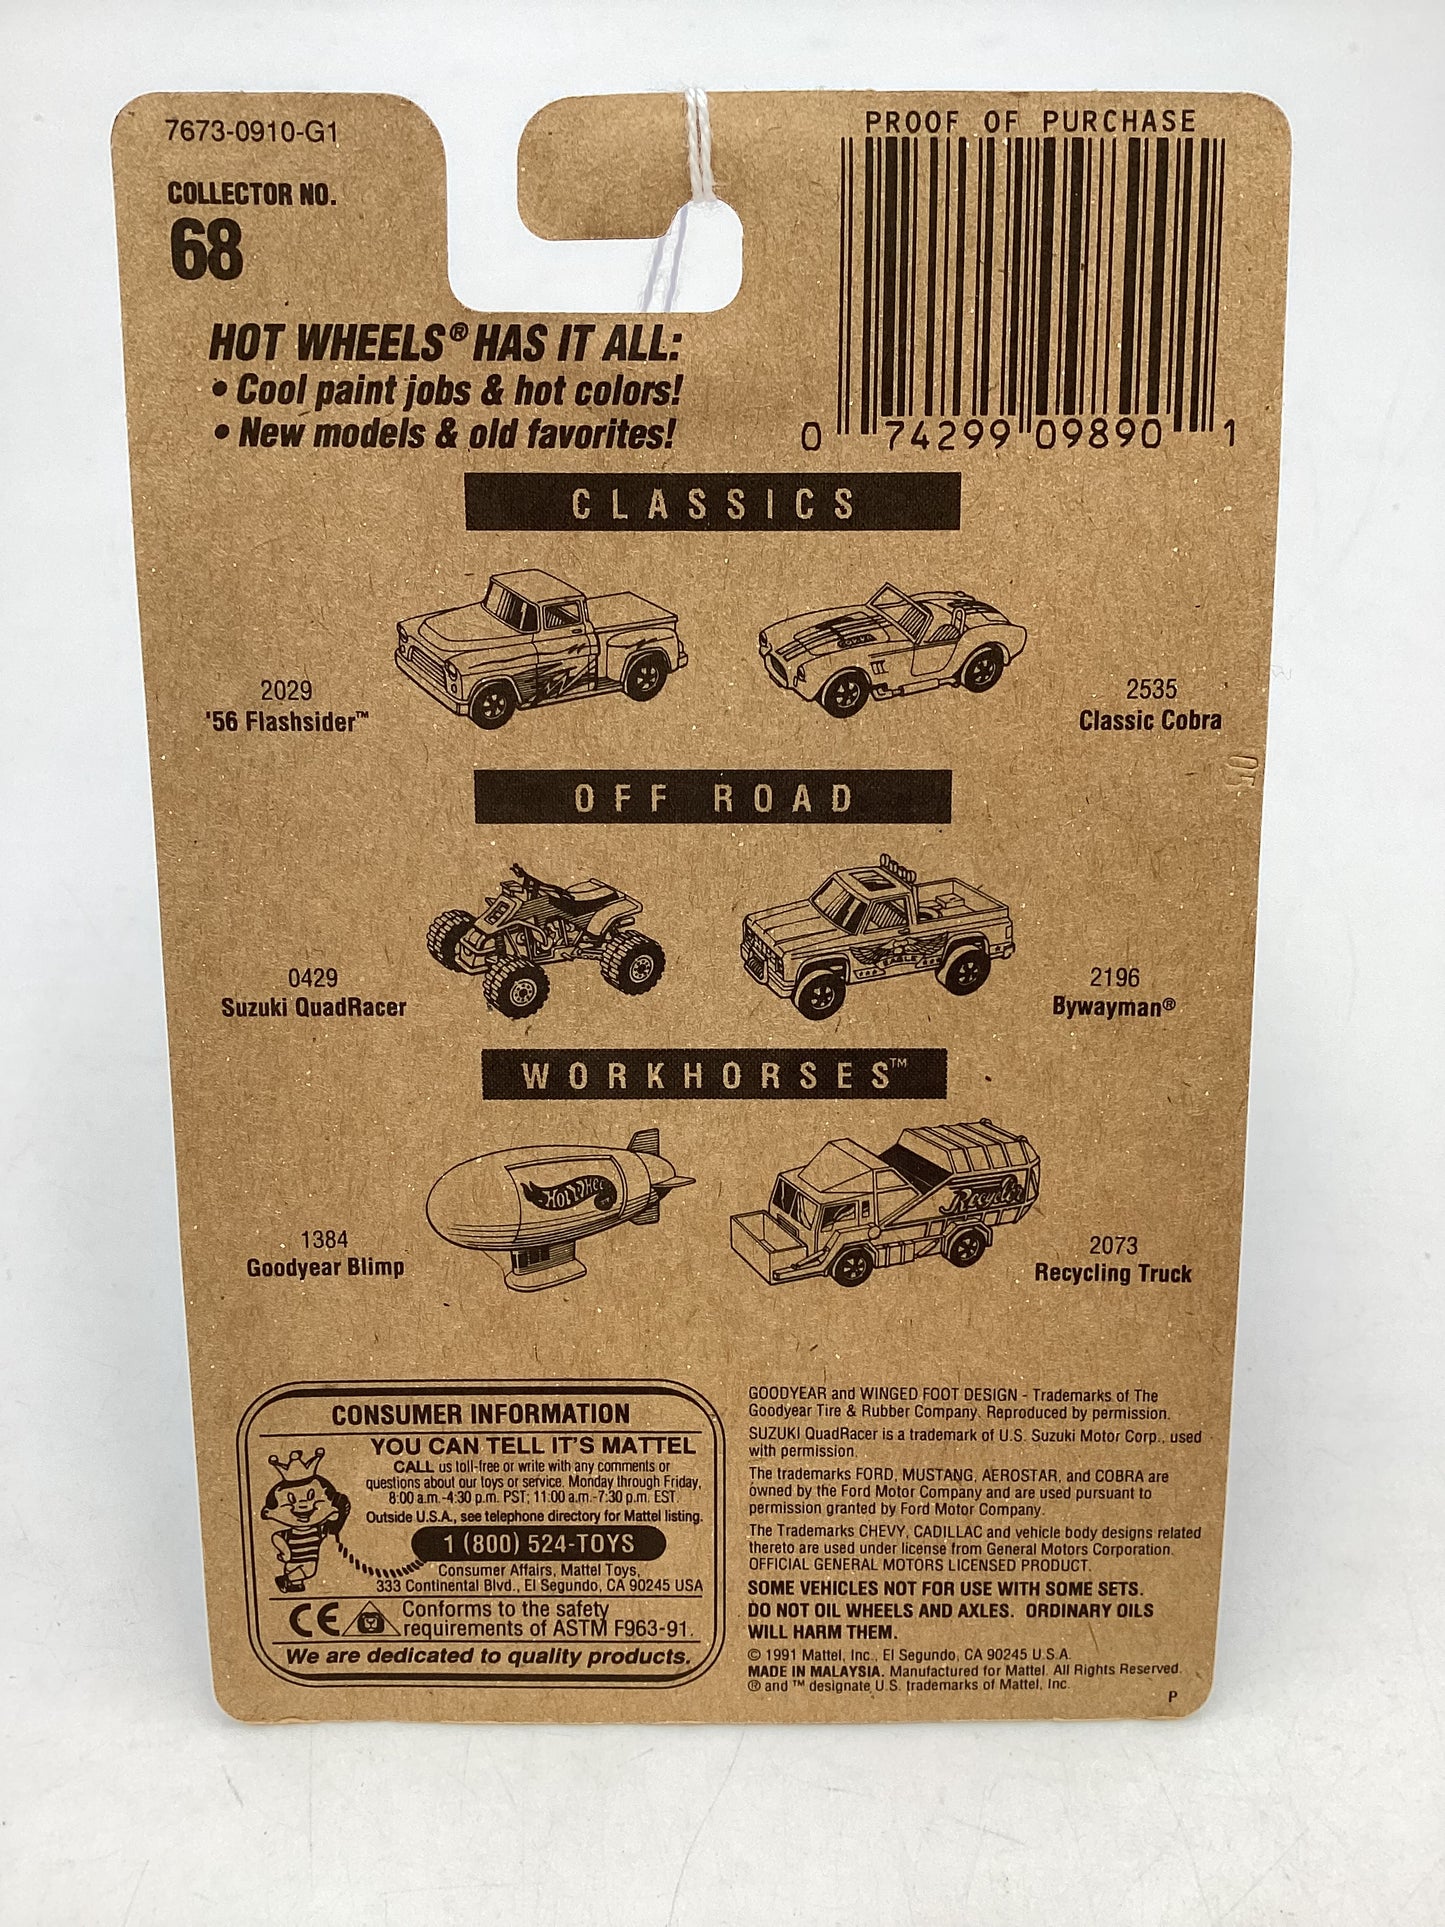 7673-0910-G1
COLLECTOR NO.
68
PROOF OF PURCHASE
0 74299 09890 1
HOT WHEELS® HAS IT ALL:
• Cool paint jobs & hot colors!
• New models & old favorites!
CLASSICS
2029
'56 Flashsider™
2535
Classic Cobra
05
OFF ROAD
0429
Suzuki QuadRacer
EAGLE
2196
Bywayman®
WORKHORSES™
1384
Goodyear Blimp
HOT WHEELS
Recycler
2073
Recycling Truck
CONSUMER INFORMATION
YOU CAN TELL IT'S MATTEL
CALL us toll-free or write with any comments or
questions about our toys or service. Monday through Friday,
8:00 a.m.-4:30 p.m. PST; 11:00 a.m.-7:30 p.m. EST.
Outside U.S.A., see telephone directory for Mattel listing.
1 (800) 524-TOYS
Consumer Affairs, Mattel Toys,
333 Continental Blvd., El Segundo, CA 90245 USA
CE Conforms to the safety
requirements of ASTM F963-91.
We are dedicated to quality products.
GOODYEAR and WINGED FOOT DESIGN - Trademarks of The
Goodyear Tire & Rubber Company. Reproduced by permission.
SUZUKI QuadRacer is a trademark of U.S. Suzuki Motor Corp., used
with permission.
The trademarks FORD, MUSTANG, AEROSTAR, and COBRA are
owned by the Ford Motor Company and are used pursuant to
permission granted by Ford Motor Company.
The Trademarks CHEVY, CADILLAC and vehicle body designs related
thereto are used under license from General Motors Corporation.
OFFICIAL GENERAL MOTORS LICENSED PRODUCT.
SOME VEHICLES NOT FOR USE WITH SOME SETS.
DO NOT OIL WHEELS AND AXLES. ORDINARY OILS
WILL HARM THEM.
© 1991 Mattel, Inc., El Segundo, CA 90245 U.S.A.
MADE IN MALAYSIA. Manufactured for Mattel. All Rights Reserved.
® and ™ designate U.S. trademarks of Mattel, Inc.
P